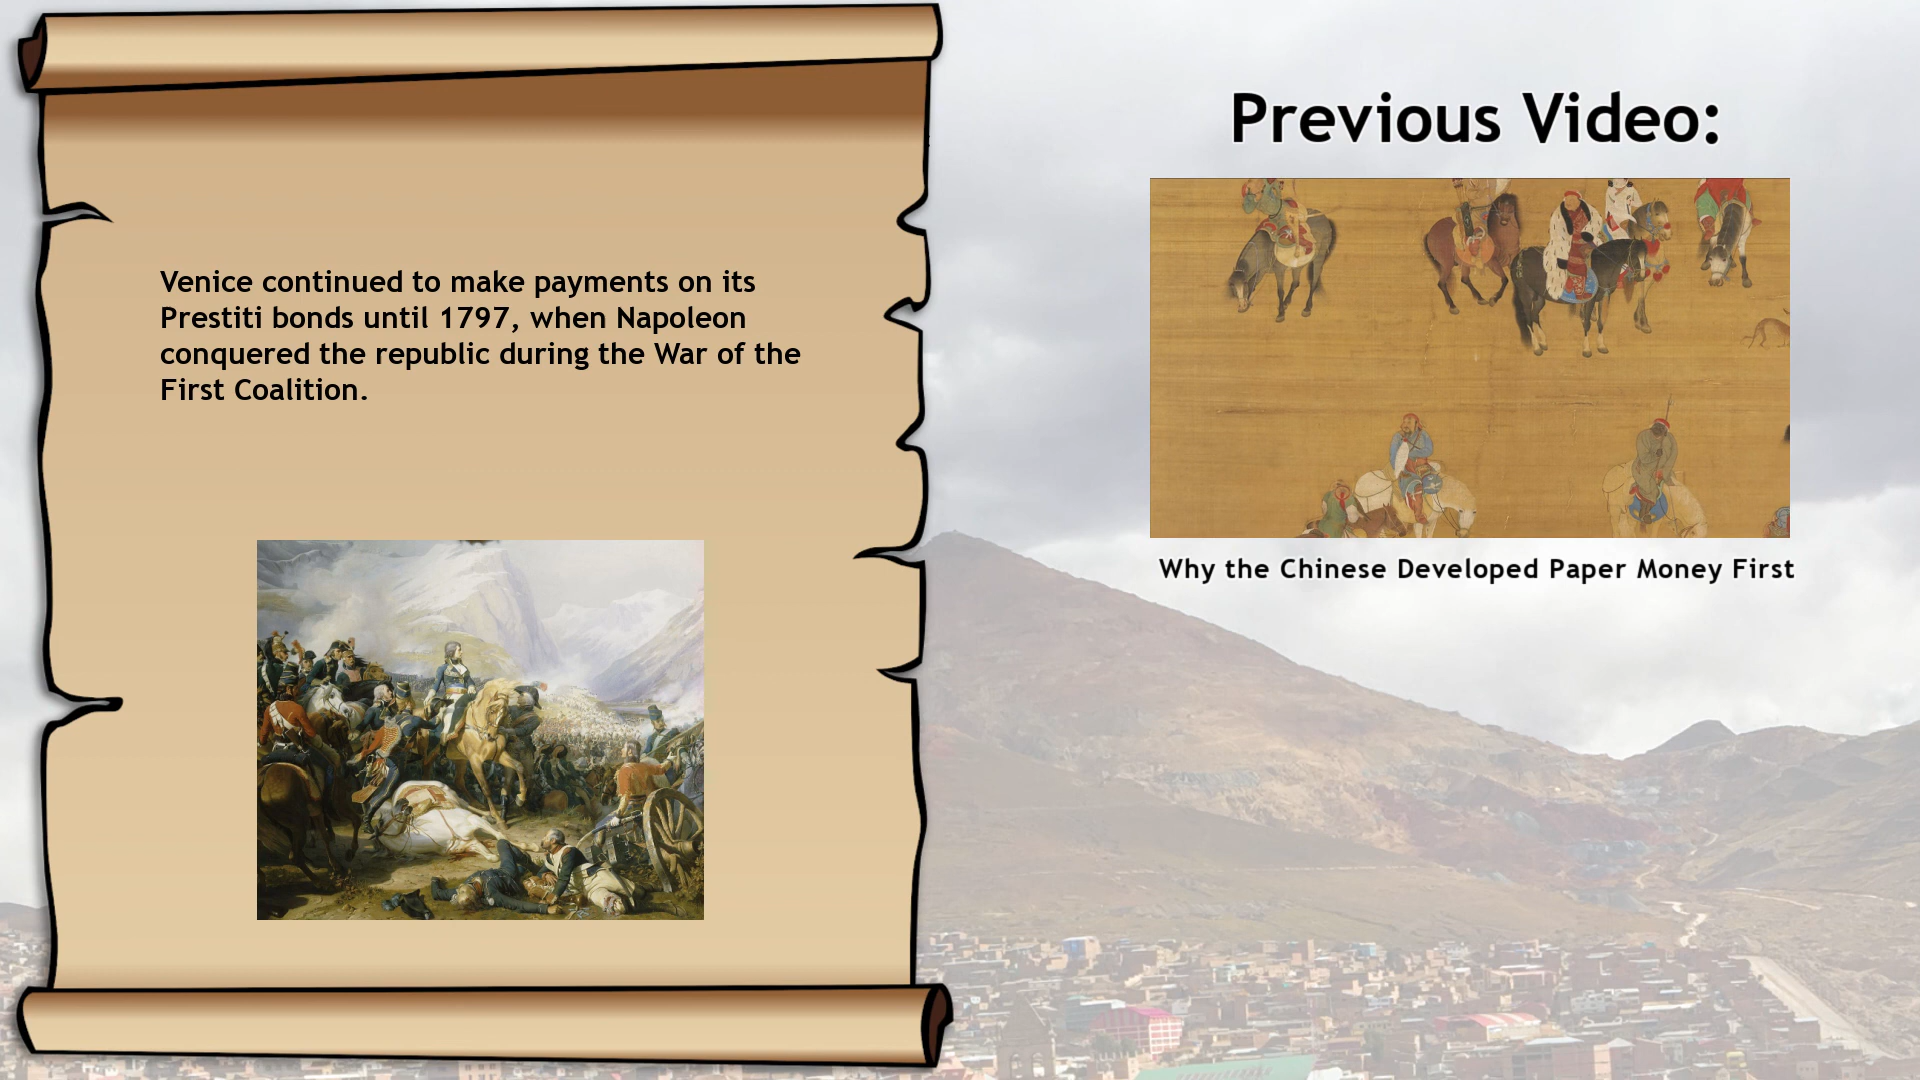 Venice continued to make payments on its
Prestiti bonds until 1797, when Napoleon
conquered the republic during the War of the
First Coalition.
Previous Video:
Why the Chinese Developed Paper Money First